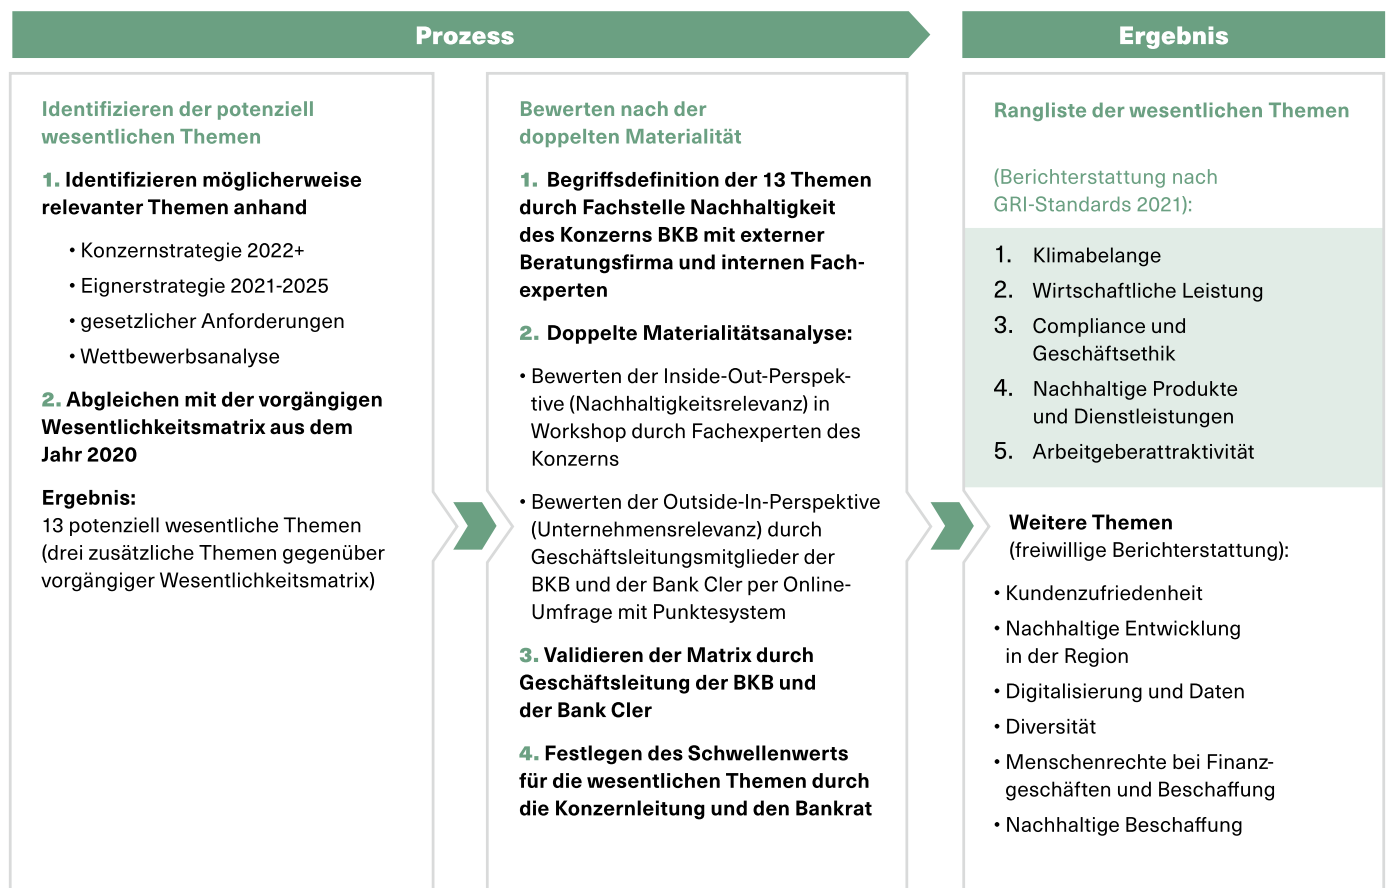 Prozess
Identifizieren der potenziell
wesentlichen Themen
1. Identifizieren möglicherweise
relevanter Themen anhand
• Konzernstrategie 2022+
• Eignerstrategie 2021-2025
• gesetzlicher Anforderungen
• Wettbewerbsanalyse
2. Abgleichen mit der vorgängigen
Wesentlichkeitsmatrix aus dem
Jahr 2020
Ergebnis:
13 potenziell wesentliche Themen
(drei zusätzliche Themen gegenüber
vorgängiger Wesentlichkeitsmatrix)
Bewerten nach der
doppelten Materialität
1. Begriffsdefinition der 13 Themen
durch Fachstelle Nachhaltigkeit
des Konzerns BKB mit externer
Beratungsfirma und internen Fach-
experten
2. Doppelte Materialitätsanalyse:
• Bewerten der Inside-Out-Perspek-
tive (Nachhaltigkeitsrelevanz) in
Workshop durch Fachexperten des
Konzerns
• Bewerten der Outside-In-Perspektive
(Unternehmensrelevanz) durch
Geschäftsleitungsmitglieder der
BKB und der Bank Cler per Online-
Umfrage mit Punktesystem
3. Validieren der Matrix durch
Geschäftsleitung der BKB und
der Bank Cler
4. Festlegen des Schwellenwerts
für die wesentlichen Themen durch
die Konzernleitung und den Bankrat
Ergebnis
Rangliste der wesentlichen Themen
(Berichterstattung nach
GRI-Standards 2021):
1. Klimabelange
2. Wirtschaftliche Leistung
3. Compliance und
Geschäftsethik
4. Nachhaltige Produkte
und Dienstleistungen
5. Arbeitgeberattraktivität
Weitere Themen
(freiwillige Berichterstattung):
• Kundenzufriedenheit
• Nachhaltige Entwicklung
in der Region
• Digitalisierung und Daten
• Diversität
• Menschenrechte bei Finanz-
geschäften und Beschaffung
• Nachhaltige Beschaffung